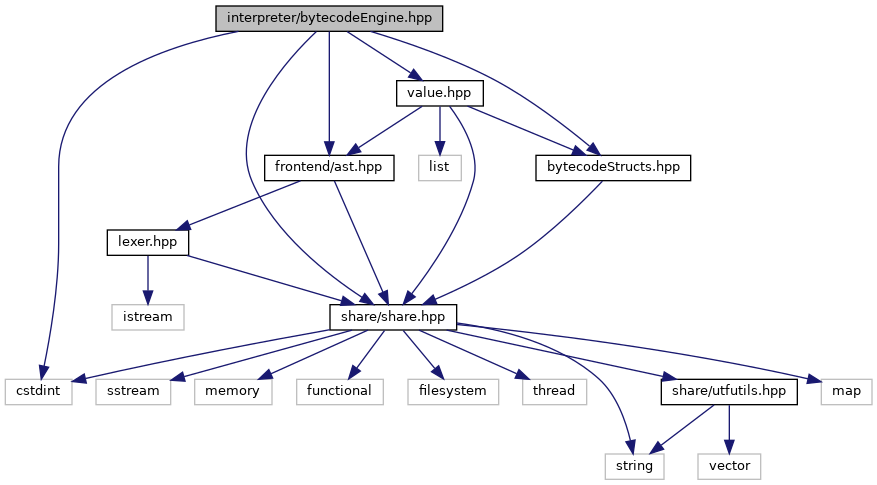 interpreter/bytecodeEngine.hpp
value.hpp
frontend/ast.hpp
list
bytecodeStructs.hpp
lexer.hpp
istream
share/share.hpp
cstdint
sstream
memory
functional
filesystem
thread
share/utfutils.hpp
map
string
vector